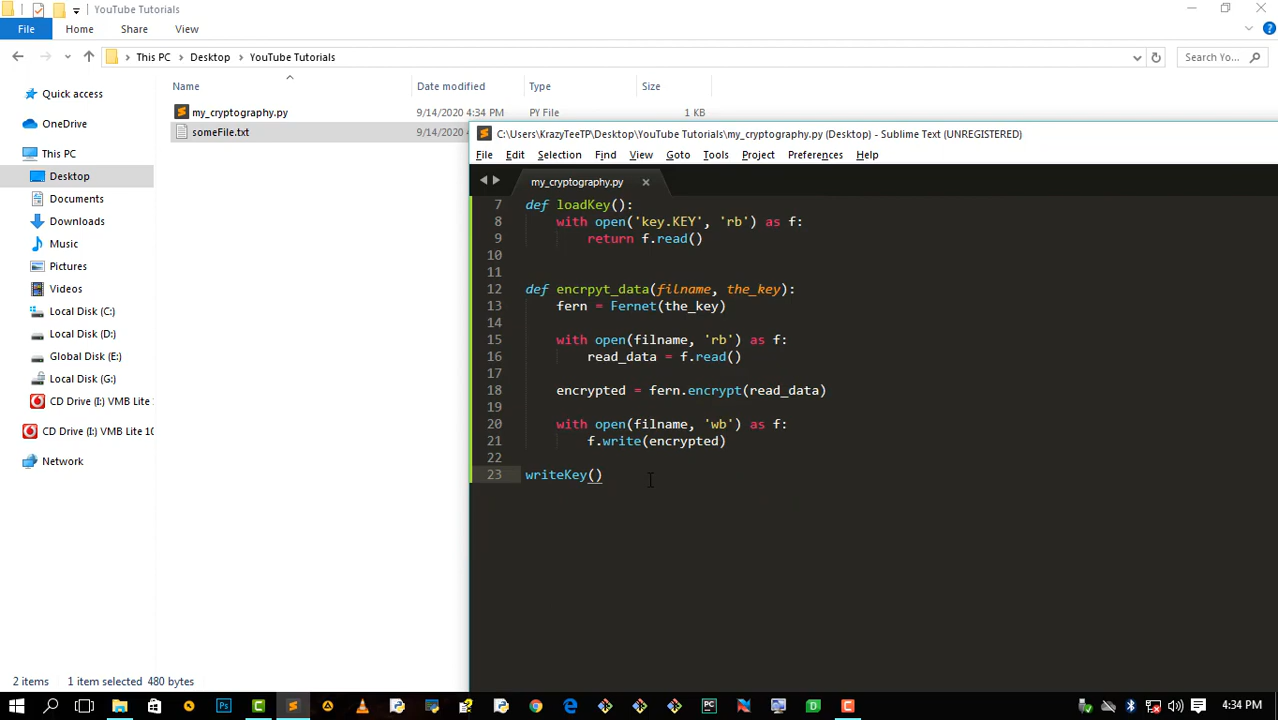 YouTube Tutorials
File Home Share View
This PC Desktop YouTube Tutorials Search Yo...
Name Date modified Type Size
Quick access
OneDrive
This PC
Desktop
Documents
Downloads
Music
Pictures
Videos
Local Disk (C:)
Local Disk (D:)
Global Disk (E:)
Local Disk (G:)
CD Drive (I:) VMB Lite
CD Drive (I:) VMB Lite 10
Network
my_cryptography.py 9/14/2020 4:34 PM PY File 1 KB
someFile.txt 9/14/2020 4
C:\Users\KrazyTeeTP\Desktop\YouTube Tutorials\my_cryptography.py (Desktop) - Sublime Text (UNREGISTERED)
File Edit Selection Find View Goto Tools Project Preferences Help
my_cryptography.py
7 def loadKey():
8 with open('key.KEY', 'rb') as f:
9 return f.read()
10
11
12 def encrpyt_data(filname, the_key):
13 fern = Fernet(the_key)
14
15 with open(filname, 'rb') as f:
16 read_data = f.read()
17
18 encrypted = fern.encrypt(read_data)
19
20 with open(filname, 'wb') as f:
21 f.write(encrypted)
22
23 writeKey()
2 items 1 item selected 480 bytes
4:34 PM